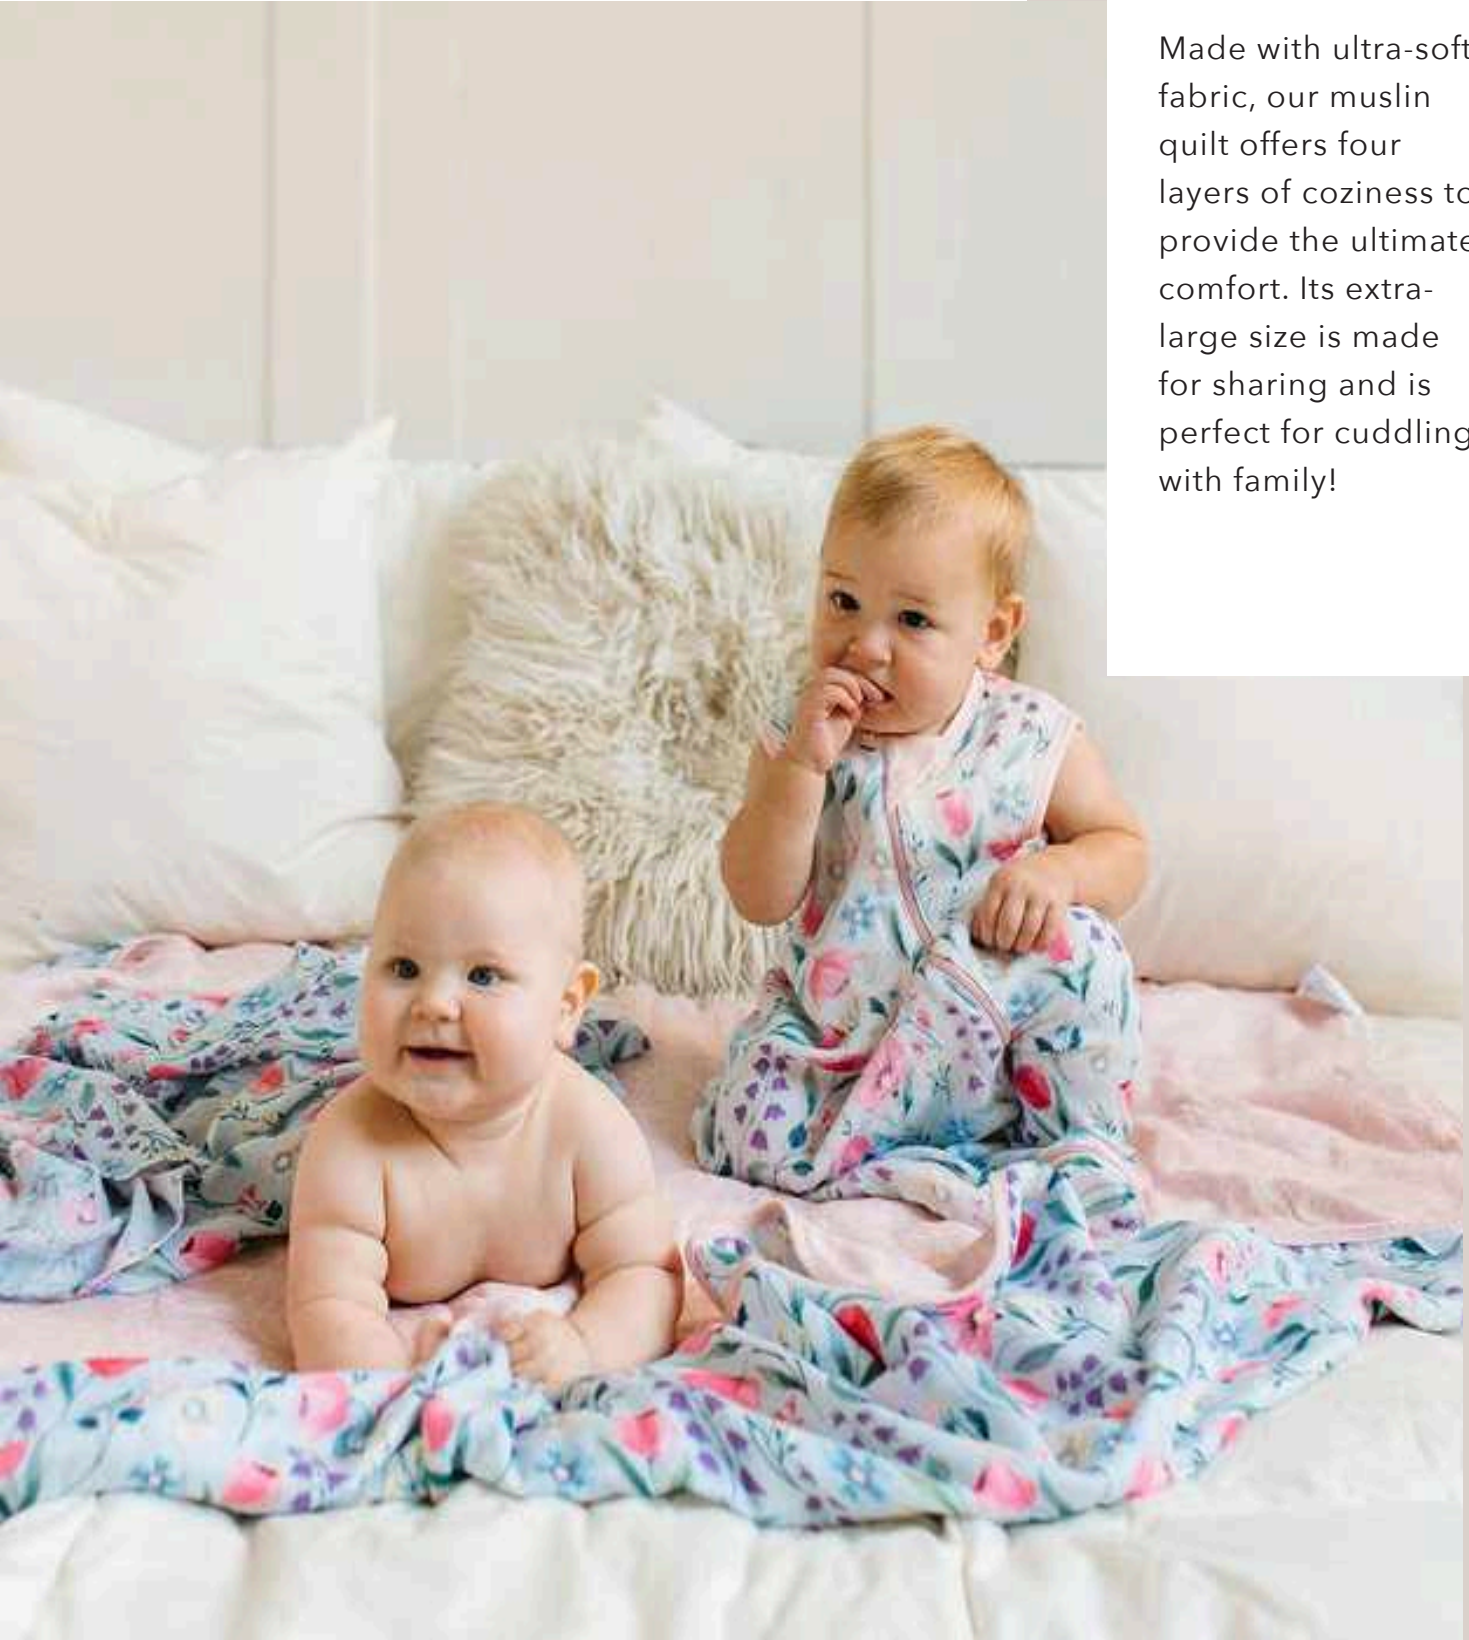 Made with ultra-soft
fabric, our muslin
quilt offers four
layers of coziness to
provide the ultimate
comfort. Its extra-
large size is made
for sharing and is
perfect for cuddling
with family!